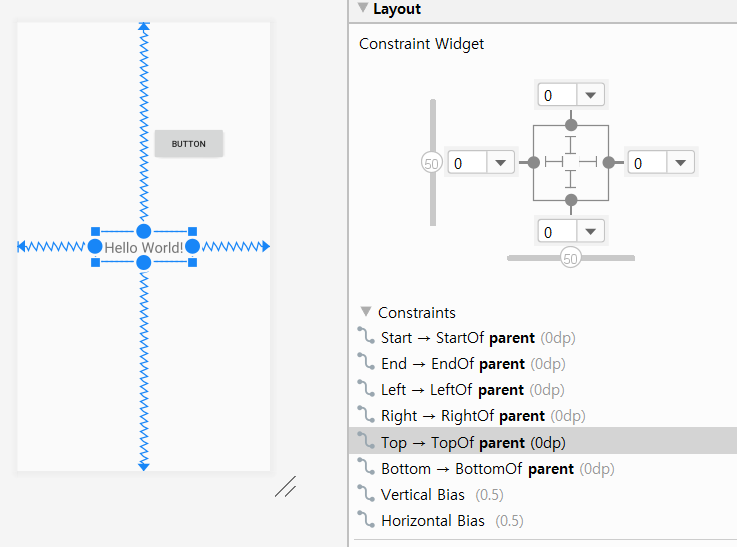 Layout
Constraint Widget
0
50
0
0
0
50
BUTTON
Hello World!
Constraints
Start → StartOf parent (0dp)
End → EndOf parent (0dp)
Left → LeftOf parent (0dp)
Right → RightOf parent (0dp)
Top → TopOf parent (0dp)
Bottom → BottomOf parent (0dp)
Vertical Bias (0.5)
Horizontal Bias (0.5)